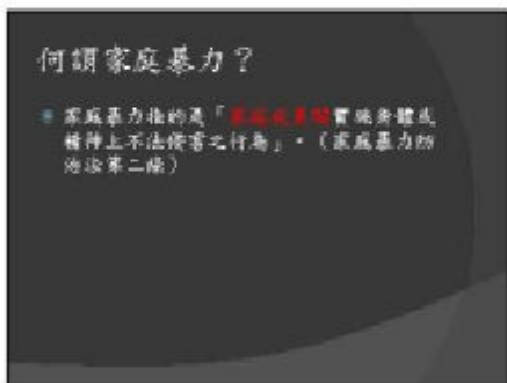 何謂家庭暴力？
家庭暴力指的是「家庭成員間實施身體或
精神上不法侵害之行為」。（家庭暴力防
治法第二條）